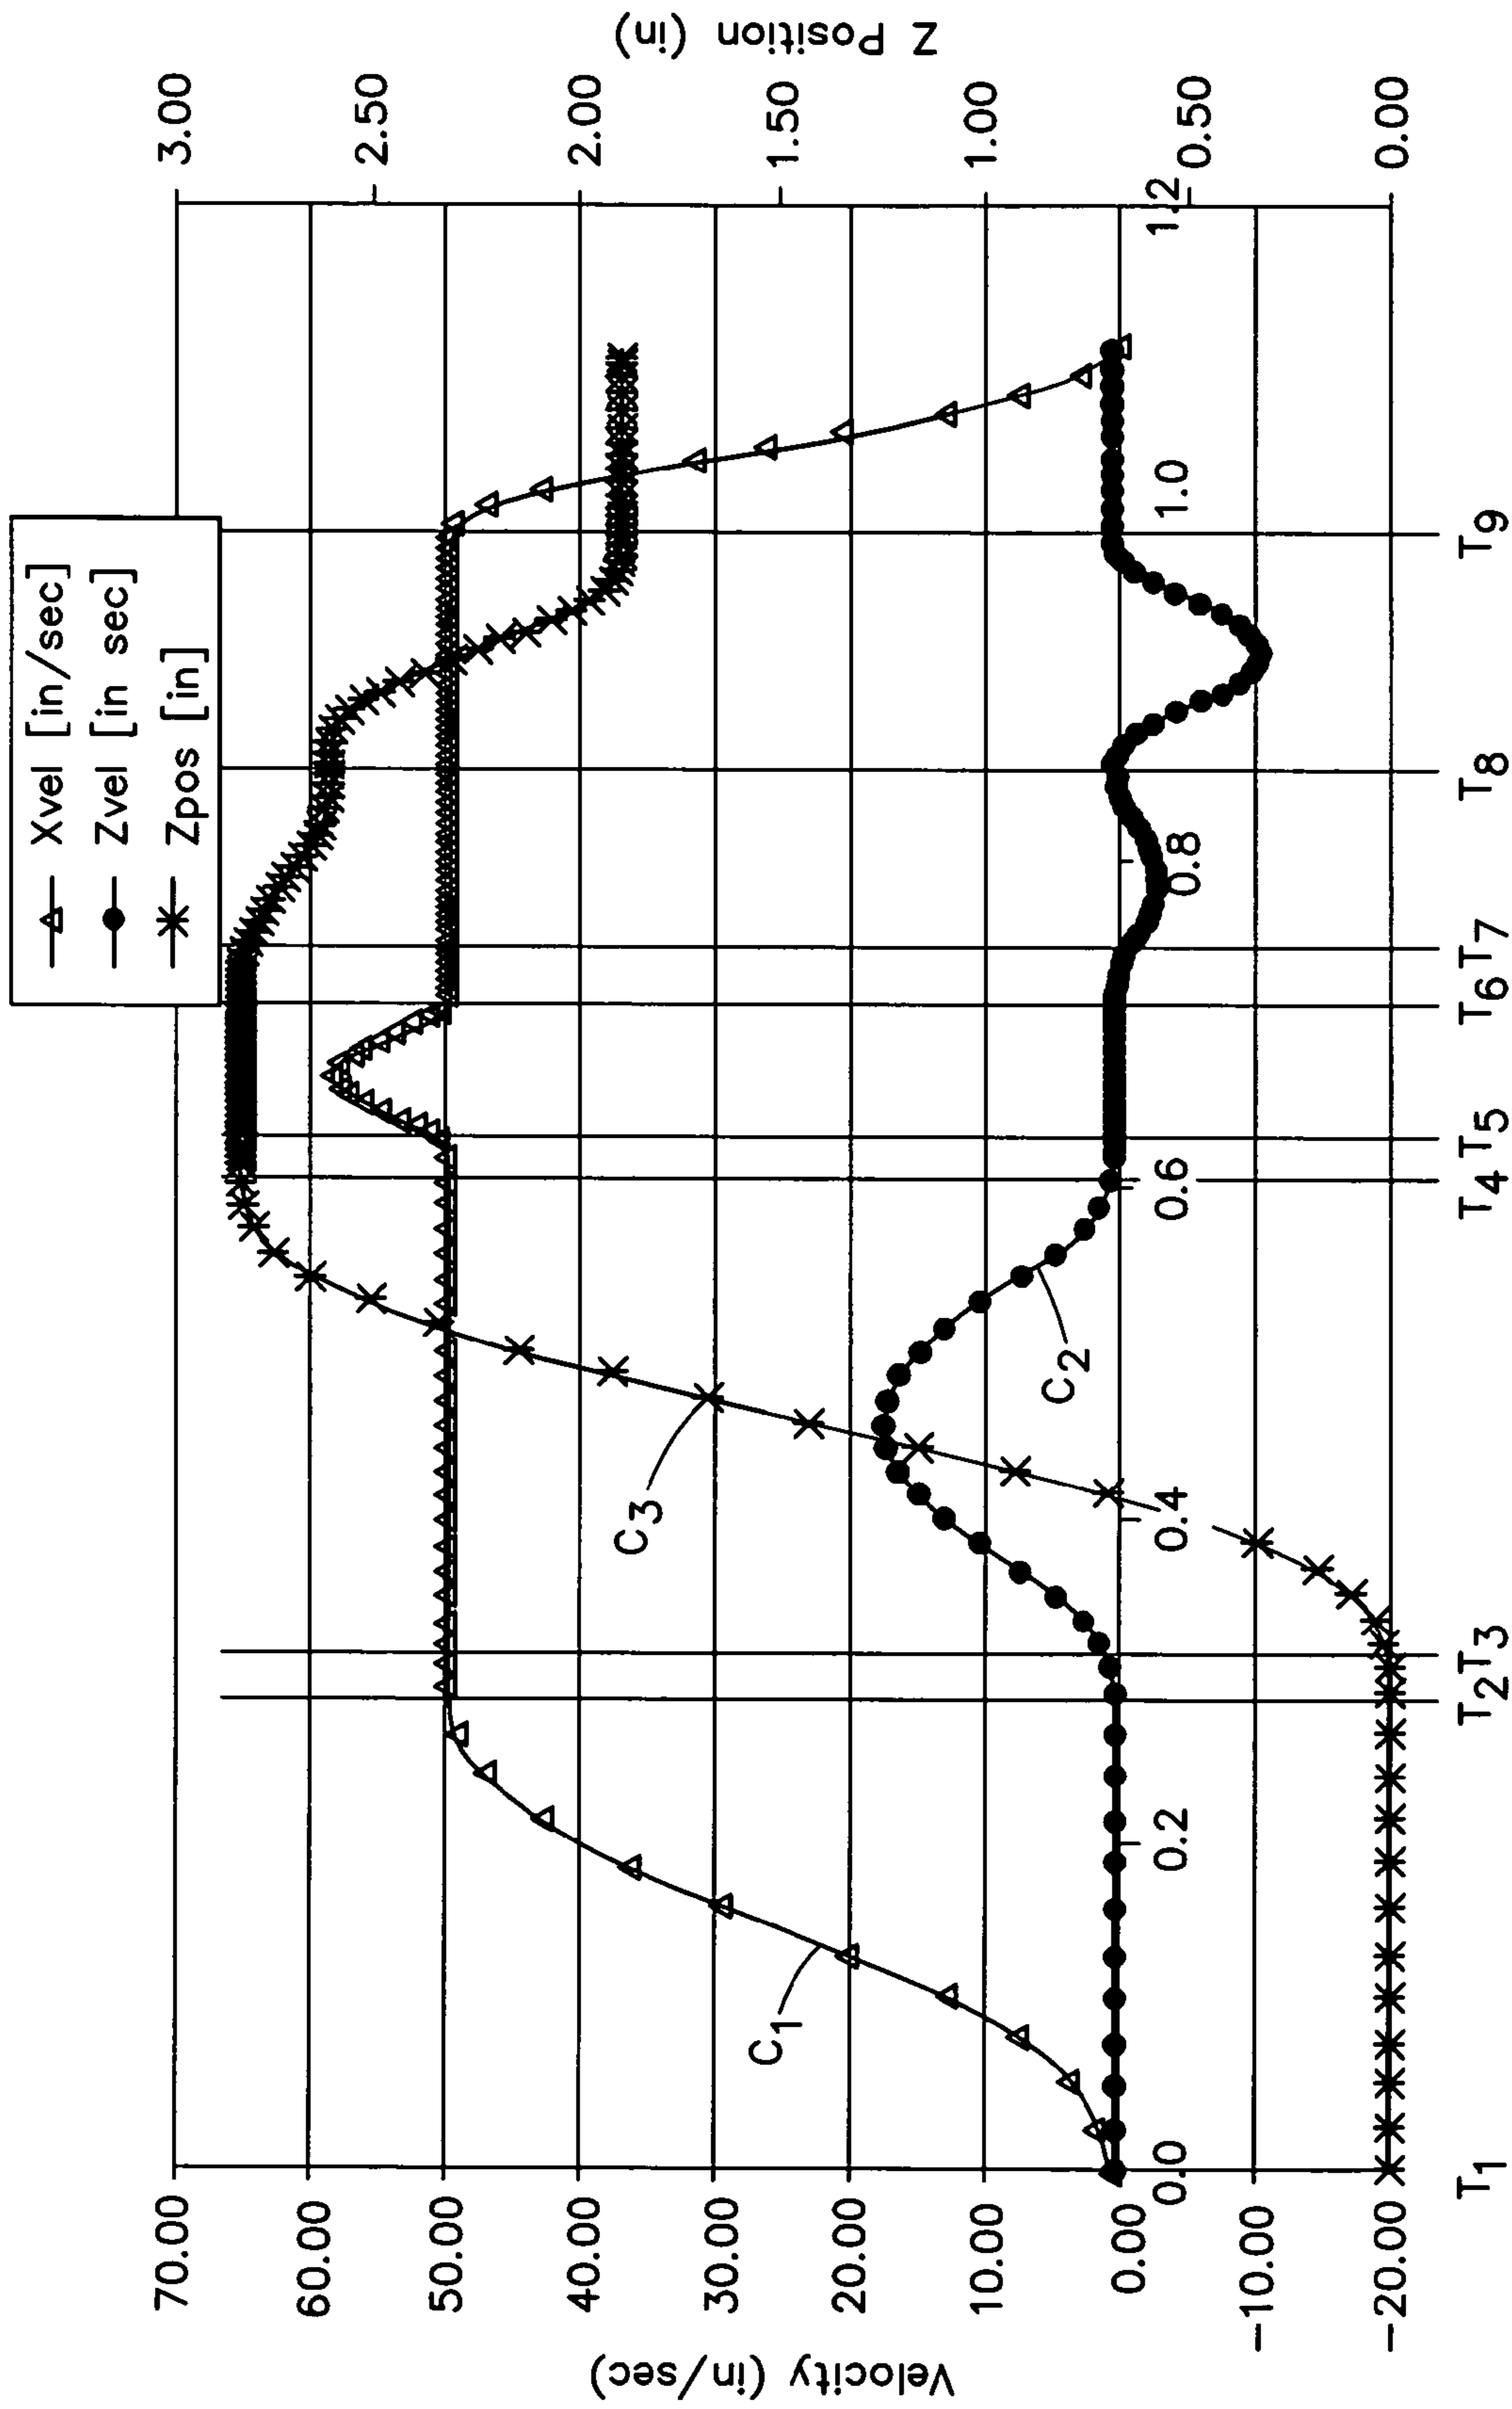 Xvel [in/sec]
Zvel [in sec]
Zpos [in]
Velocity (in/sec)
70.00
60.00
50.00
40.00
30.00
20.00
10.00
0.00
-10.00
-20.00
Z Position (in)
3.00
2.50
2.00
1.50
1.00
0.50
0.00
0.0
0.2
0.4
0.6
0.8
1.0
1.2
C1
C3
C2
T1
T2
T3
T4
T5
T6
T7
T8
T9